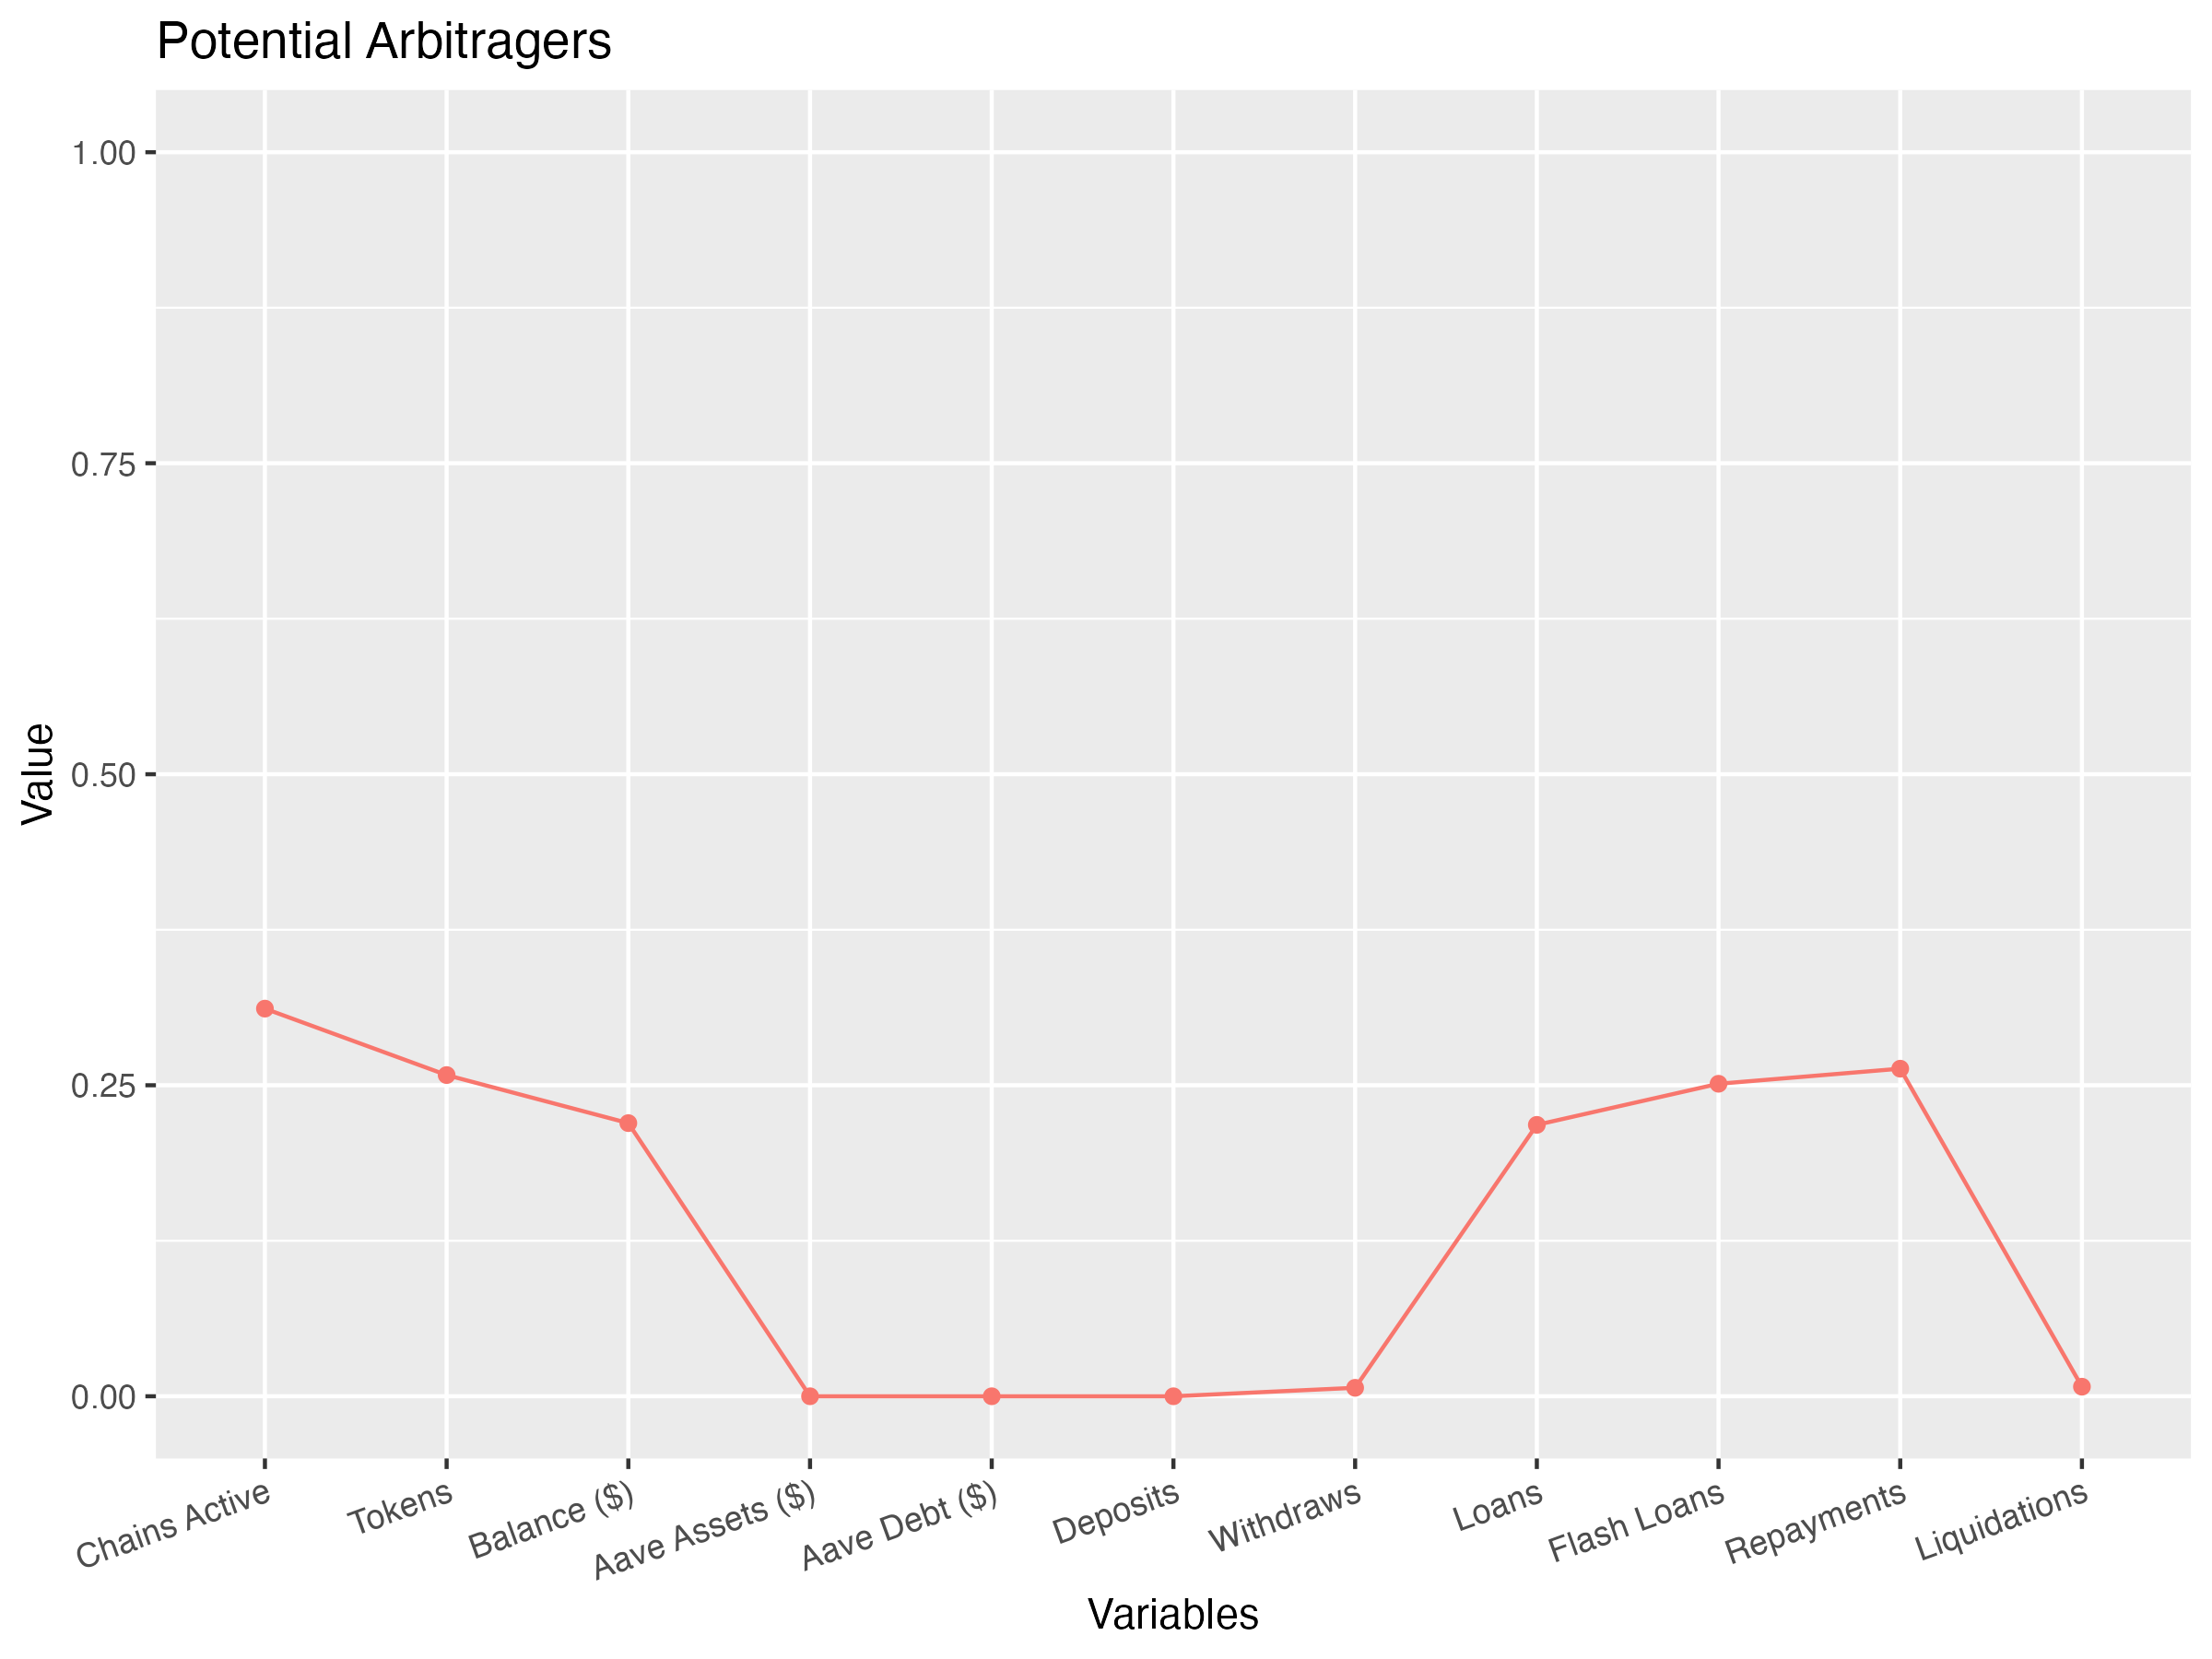 Potential Arbitragers
Value
1.00
0.75
0.50
0.25
0.00
Chains Active
Tokens
Balance ($)
Aave Assets ($)
Aave Debt ($)
Deposits
Withdraws
Loans
Flash Loans
Repayments
Liquidations
Variables